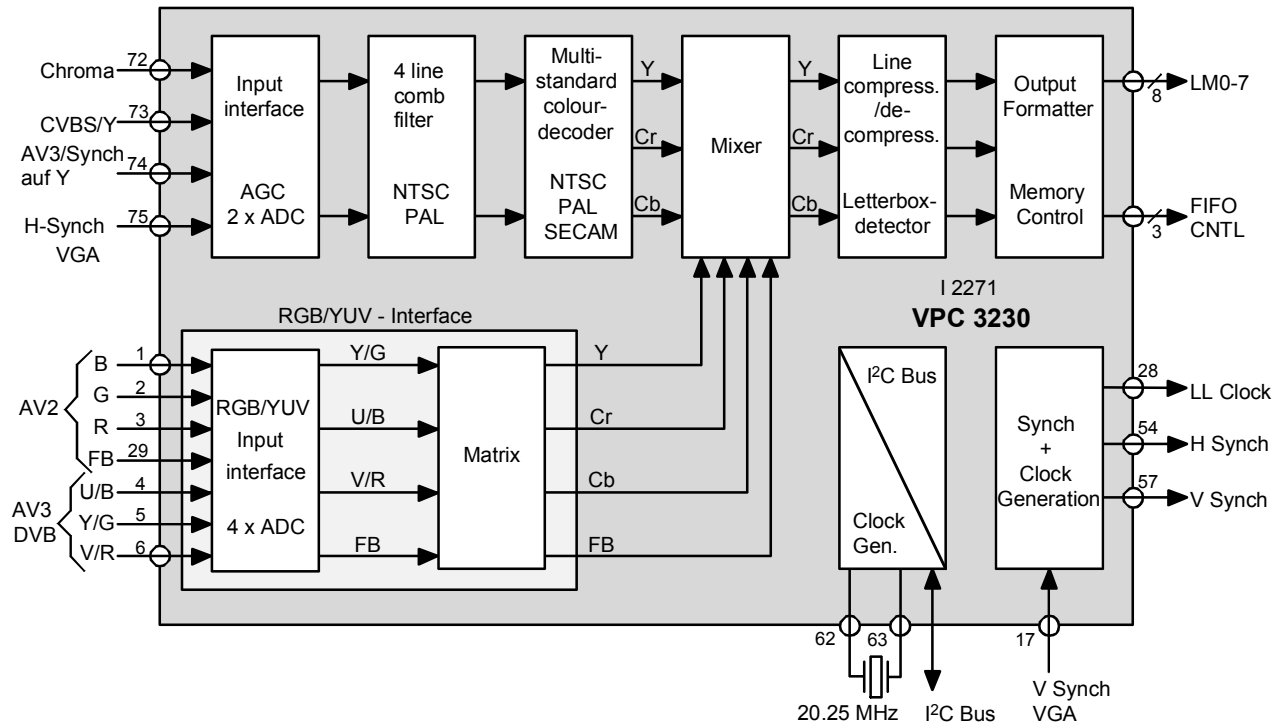 Chroma
72
CVBS/Y
73
AV3/Synch
auf Y
74
H-Synch
VGA
75
Input
interface
AGC
2 x ADC
4 line
comb
filter
NTSC
PAL
Multi-
standard
colour-
decoder
NTSC
PAL
SECAM
Y
Cr
Cb
Mixer
Y
Cr
Cb
Line
compress.
/de-
compress.
Letterbox-
detector
Output
Formatter
Memory
Control
8
LM0-7
3
FIFO
CNTL
I 2271
VPC 3230
RGB/YUV - Interface
AV2
B
1
G
2
R
3
FB
29
AV3
DVB
U/B
4
Y/G
5
V/R
6
RGB/YUV
Input
interface
4 x ADC
Y/G
U/B
V/R
FB
Matrix
Y
Cr
Cb
FB
I²C Bus
Clock
Gen.
Synch
+
Clock
Generation
28
LL Clock
54
H Synch
57
V Synch
62
63
17
20.25 MHz
I²C Bus
V Synch
VGA